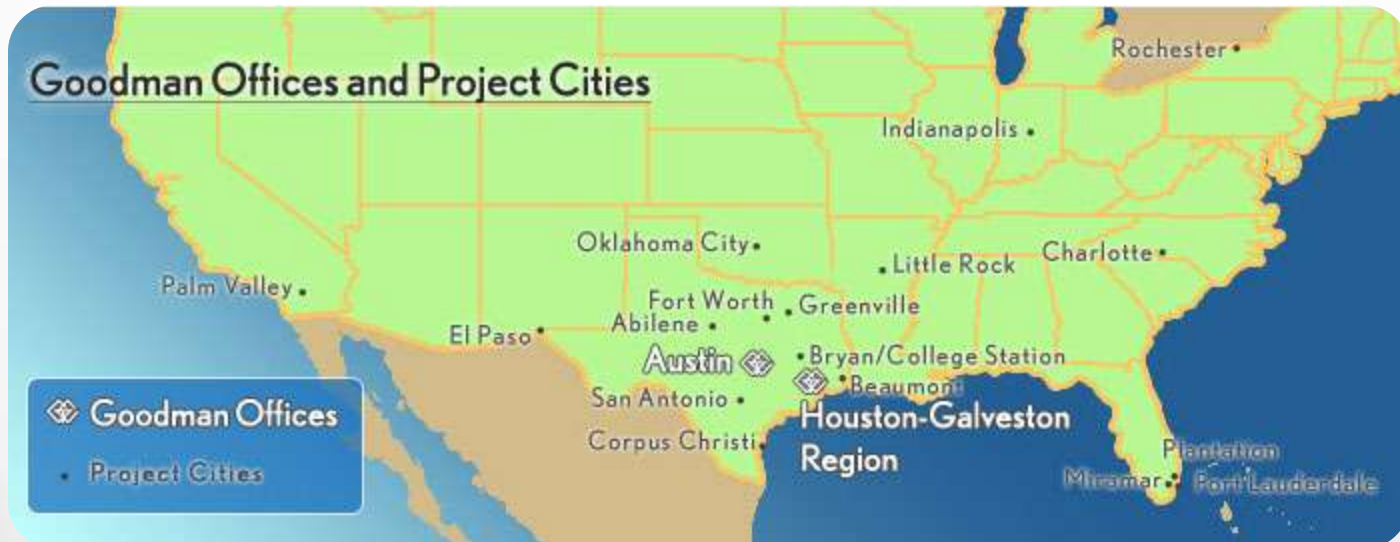 Goodman Offices and Project Cities
Rochester
Indianapolis
Oklahoma City
Little Rock
Charlotte
Palm Valley
Fort Worth
Greenville
Abilene
El Paso
Austin
Bryan/College Station
Beaumont
San Antonio
Houston-Galveston
Region
Corpus Christi
Plantation
Miramar
Fort Lauderdale
Goodman Offices
Project Cities